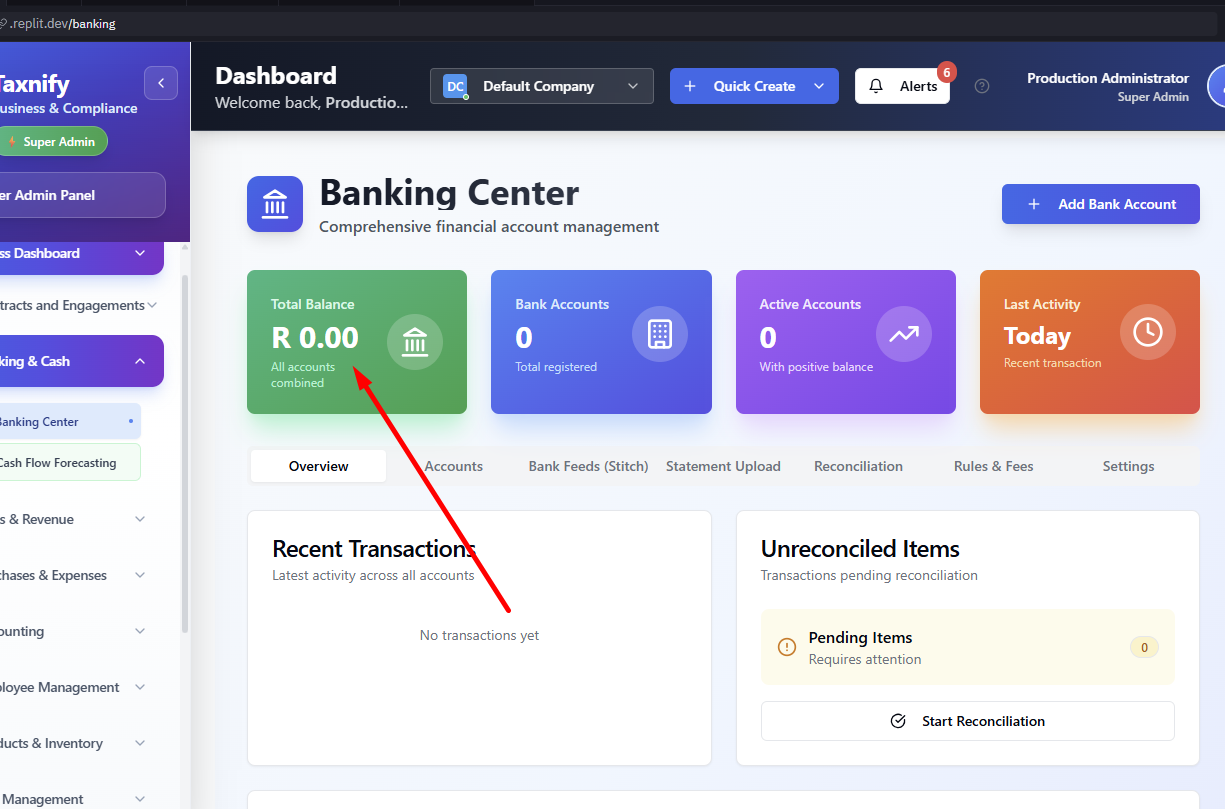 .replit.dev/banking
Taxnify
usiness & Compliance
Super Admin
er Admin Panel
ss Dashboard
tracts and Engagements
king & Cash
Banking Center
Cash Flow Forecasting
s & Revenue
chases & Expenses
ounting
loyee Management
ducts & Inventory
Management
Dashboard
Welcome back, Productio...
DC
Default Company
Quick Create
Alerts
6
Production Administrator
Super Admin
Banking Center
Comprehensive financial account management
Add Bank Account
Total Balance
R 0.00
All accounts
combined
Bank Accounts
0
Total registered
Active Accounts
0
With positive balance
Last Activity
Today
Recent transaction
Overview
Accounts
Bank Feeds (Stitch)
Statement Upload
Reconciliation
Rules & Fees
Settings
Recent Transactions
Latest activity across all accounts
No transactions yet
Unreconciled Items
Transactions pending reconciliation
Pending Items
Requires attention
0
Start Reconciliation